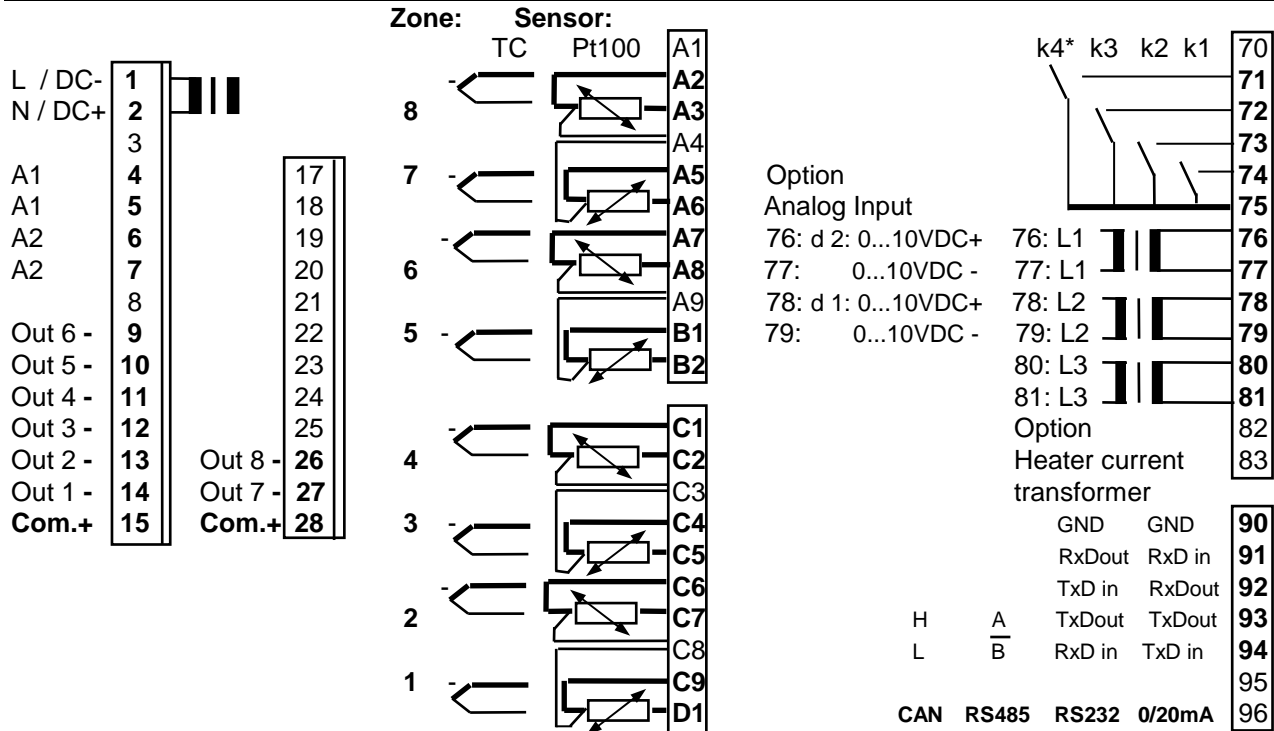 Zone: Sensor:
TC Pt100 A1 k4* k3 k2 k1 70
L / DC- 1 - A2 71
N / DC+ 2 8 A3 72
3 A4 73
A1 4 17 7 - A5 Option 74
A1 5 18 A6 Analog Input 75
A2 6 19 - A7 76: d 2: 0...10VDC+ 76: L1 76
A2 7 20 6 A8 77: 0...10VDC - 77: L1 77
8 21 A9 78: d 1: 0...10VDC+ 78: L2 78
Out 6 - 9 22 5 - B1 79: 0...10VDC - 79: L2 79
Out 5 - 10 23 B2 80: L3 80
Out 4 - 11 24 81: L3 81
Out 3 - 12 25 - C1 Option 82
Out 2 - 13 Out 8 - 26 4 C2 Heater current 83
Out 1 - 14 Out 7 - 27 C3 transformer
Com.+ 15 Com.+ 28 3 - C4 GND GND 90
C5 RxDout RxD in 91
- C6 TxD in RxDout 92
2 C7 H A TxDout TxDout 93
C8 L B RxD in TxD in 94
1 - C9 95
D1 CAN RS485 RS232 0/20mA 96